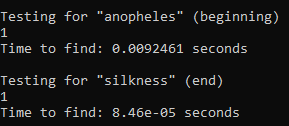 Testing for "anopheles" (beginning)
1
Time to find: 0.0092461 seconds
Testing for "silkness" (end)
1
Time to find: 8.46e-05 seconds